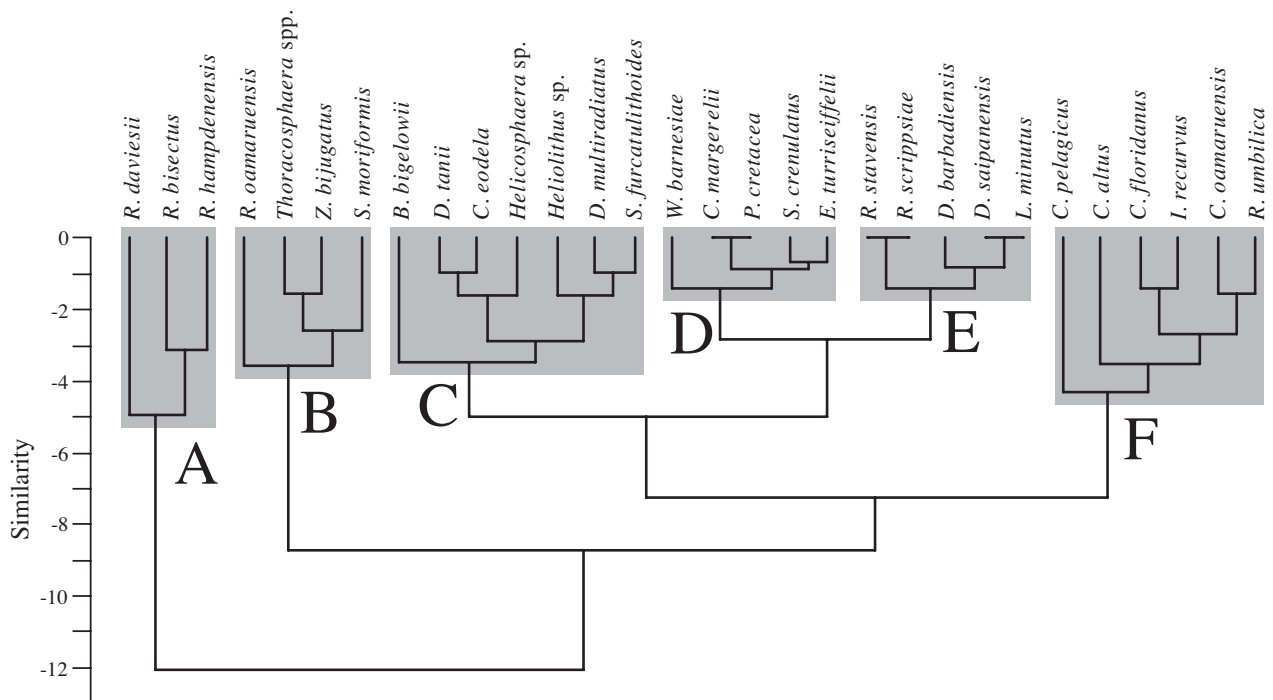 R. daviesii
R. bisectus
R. hampdenensis
R. oamaruensis
Thoracosphaera spp.
Z. bijugatus
S. moriformis
B. bigelowii
D. tanii
C. eodela
Helicosphaera sp.
Heliolithus sp.
D. multiradiatus
S. furcatulithoides
W. barnesiae
C. margerelii
P. cretacea
S. crenulatus
E. turriseiffelii
R. stavensis
R. scrippsiae
D. barbadiensis
D. saipanensis
L. minutus
C. pelagicus
C. altus
C. floridanus
I. recurvus
C. oamaruensis
R. umbilica
0
-2
-4
-6
-8
-10
-12
Similarity
A
B
C
D
E
F